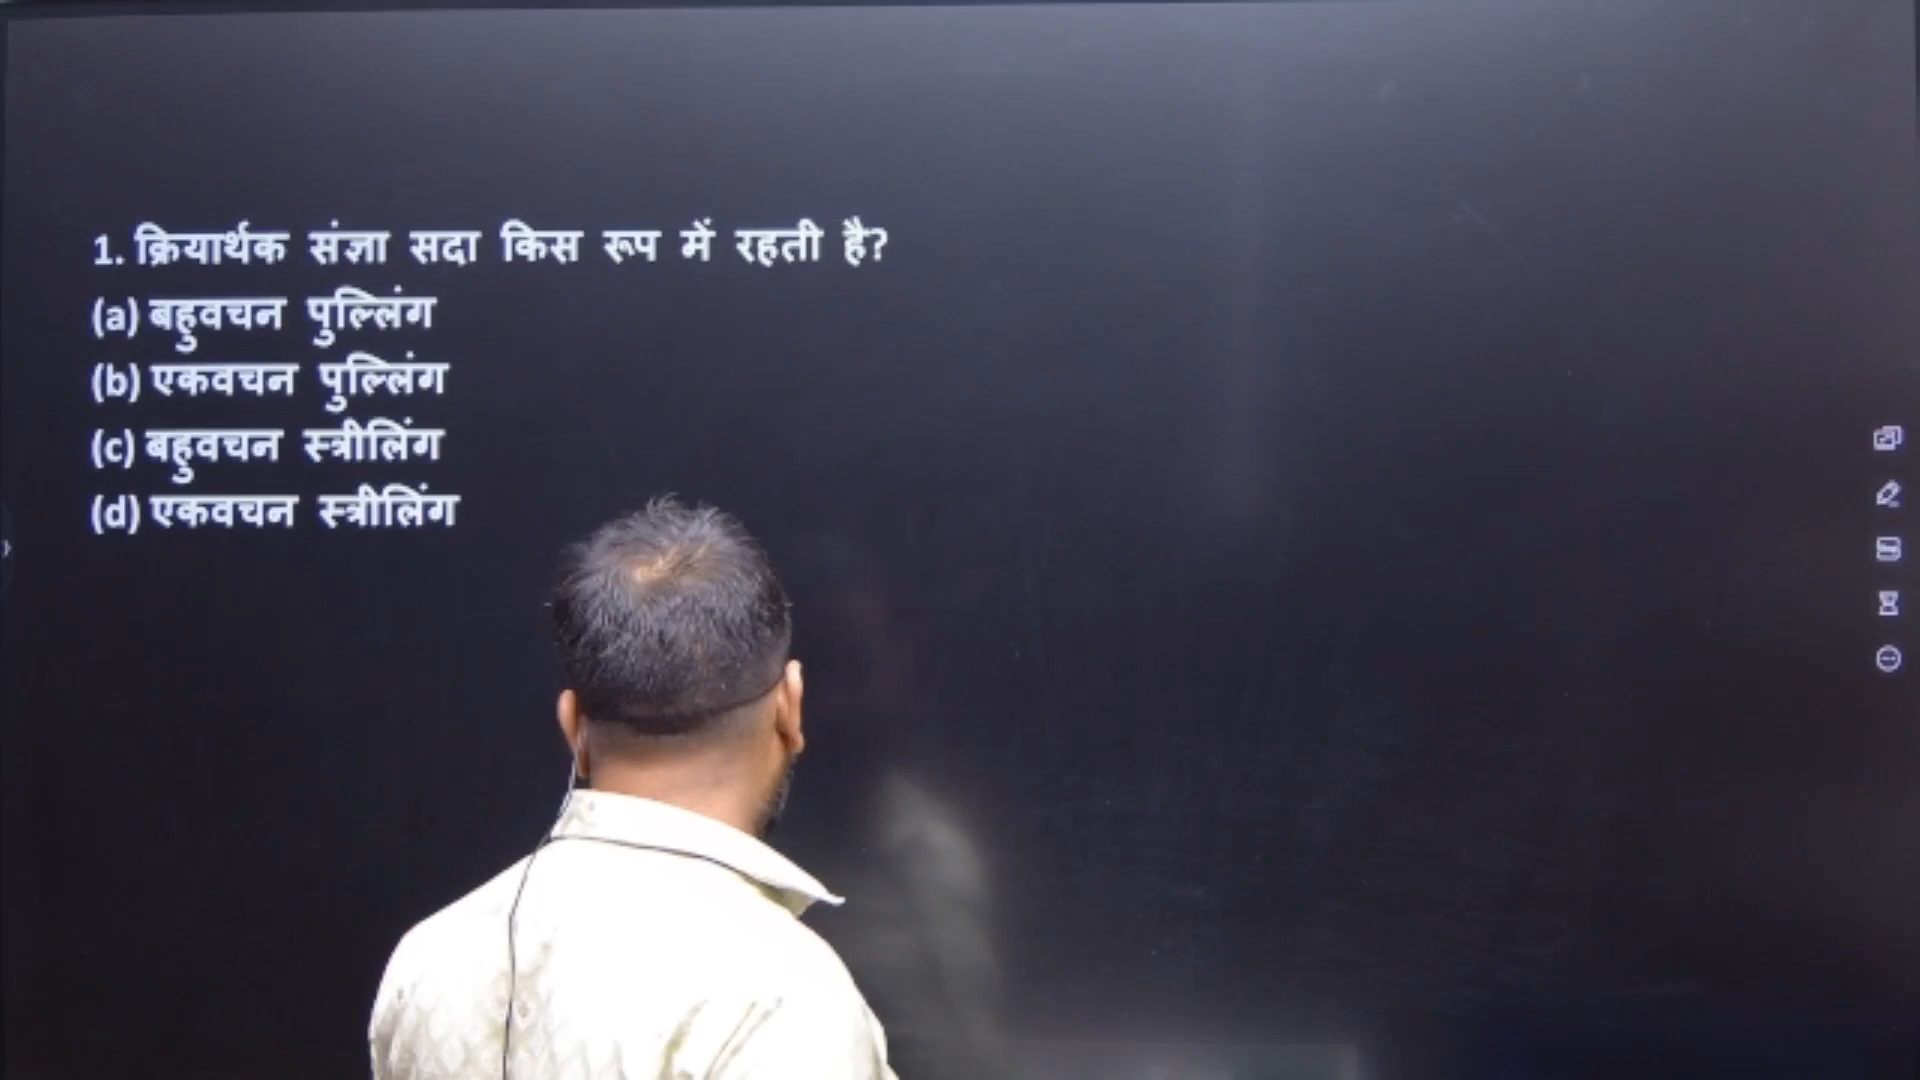 1. क्रियार्थक संज्ञा सदा किस रूप में रहती है?
(a) बहुवचन पुल्लिंग
(b) एकवचन पुल्लिंग
(c) बहुवचन स्त्रीलिंग
(d) एकवचन स्त्रीलिंग